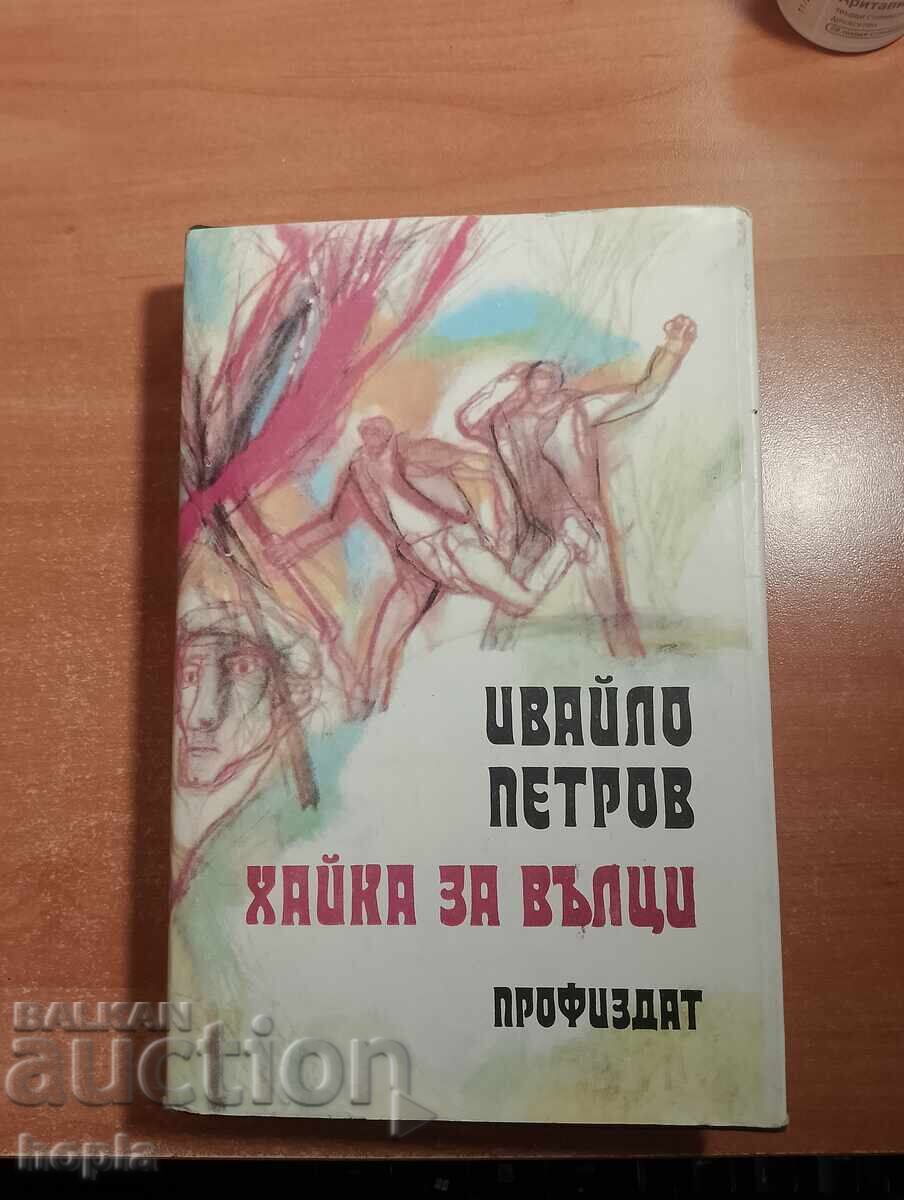 ИВАЙЛО
ПЕТРОВ
ХАЙКА ЗА ВЪЛЦИ
ПРОФИЗДАТ
BALKAN
auction
hopla